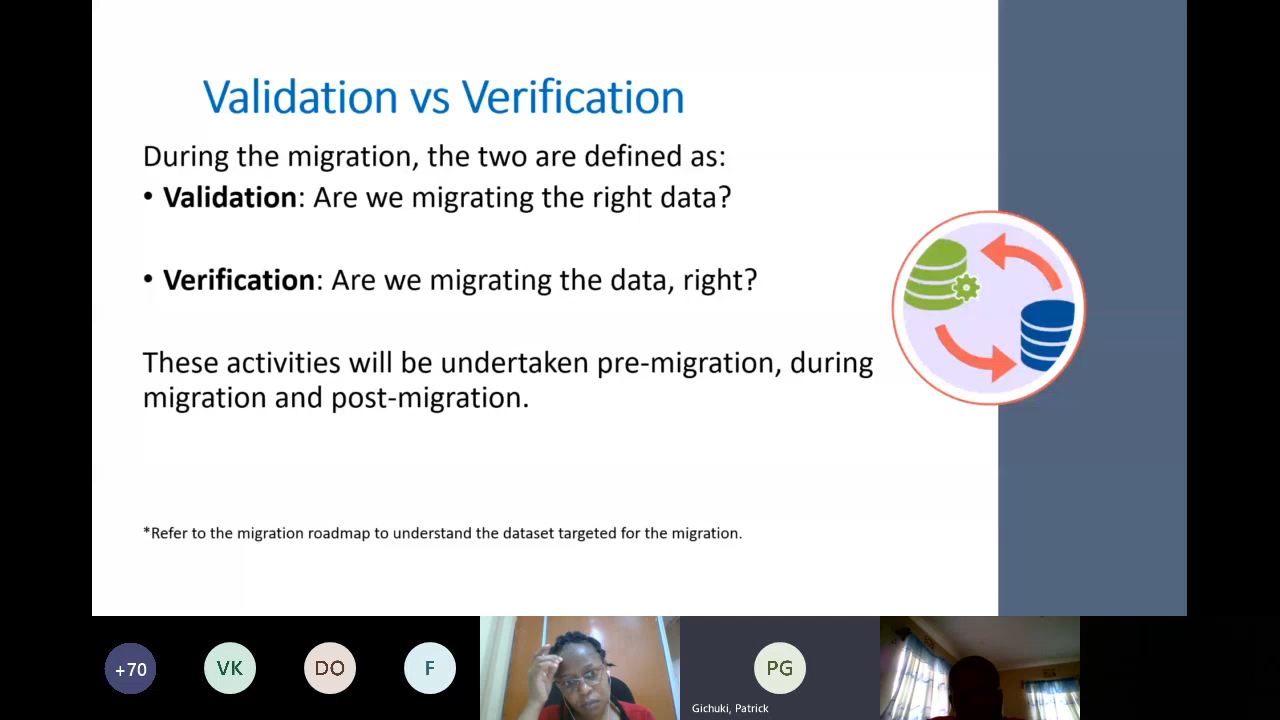 Validation vs Verification
During the migration, the two are defined as:
• Validation: Are we migrating the right data?
• Verification: Are we migrating the data, right?
These activities will be undertaken pre-migration, during
migration and post-migration.
*Refer to the migration roadmap to understand the dataset targeted for the migration.
+70
VK
DO
F
PG
Gichuki, Patrick